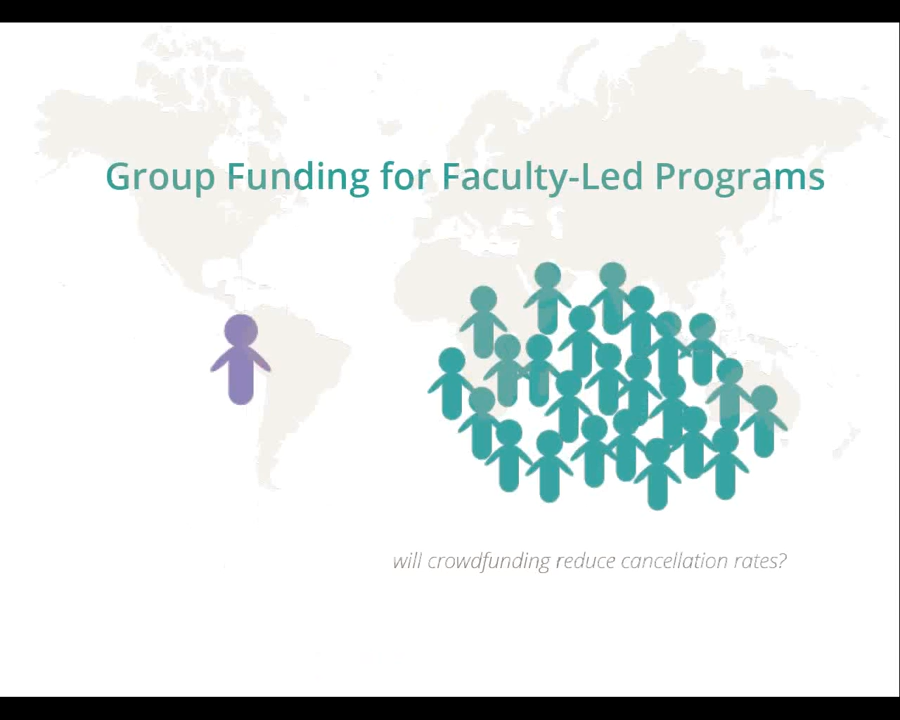 Group Funding for Faculty-Led Programs
will crowdfunding reduce cancellation rates?